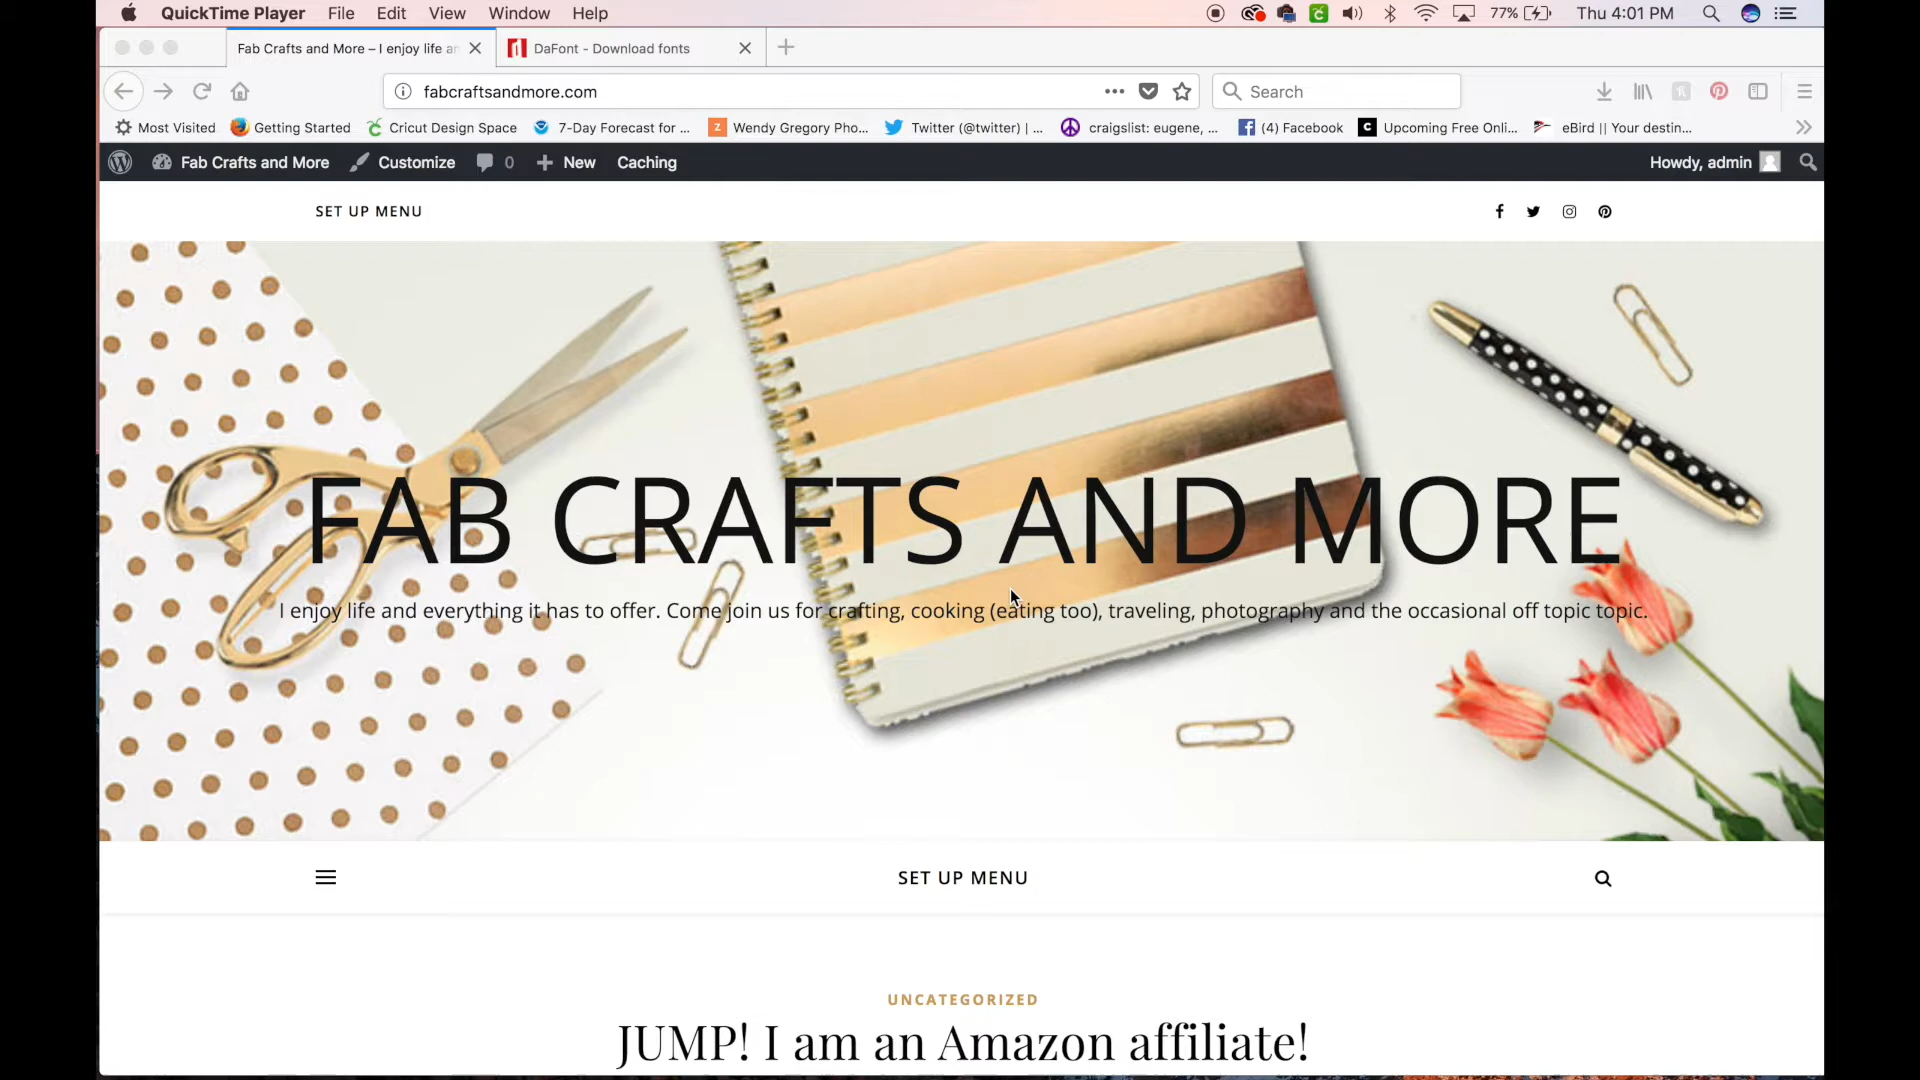 QuickTime Player File Edit View Window Help 77% Thu 4:01 PM
Fab Crafts and More – I enjoy life an DaFont - Download fonts
fabcraftsandmore.com Search
Most Visited Getting Started Cricut Design Space 7-Day Forecast for ... Wendy Gregory Pho... Twitter (@twitter) | ... craigslist: eugene, ... (4) Facebook Upcoming Free Onli... eBird || Your destin...
Fab Crafts and More Customize 0 New Caching Howdy, admin
SET UP MENU
FAB CRAFTS AND MORE
I enjoy life and everything it has to offer. Come join us for crafting, cooking (eating too), traveling, photography and the occasional off topic topic.
SET UP MENU
UNCATEGORIZED
JUMP! I am an Amazon affiliate!